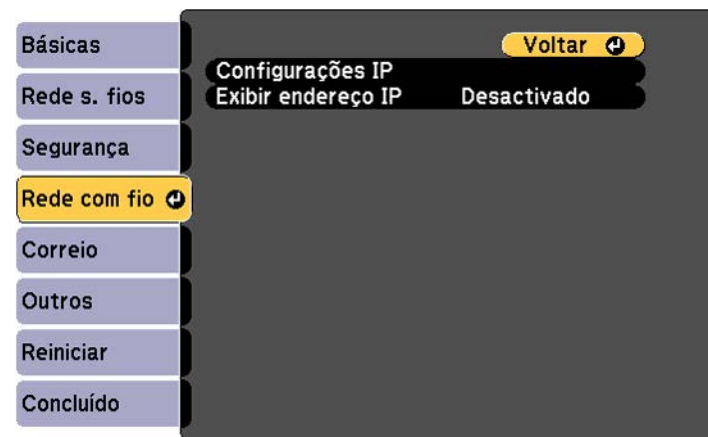 Básicas
Rede s. fios
Segurança
Rede com fio
Correio
Outros
Reiniciar
Concluído
Voltar
Configurações IP
Exibir endereço IP Desactivado